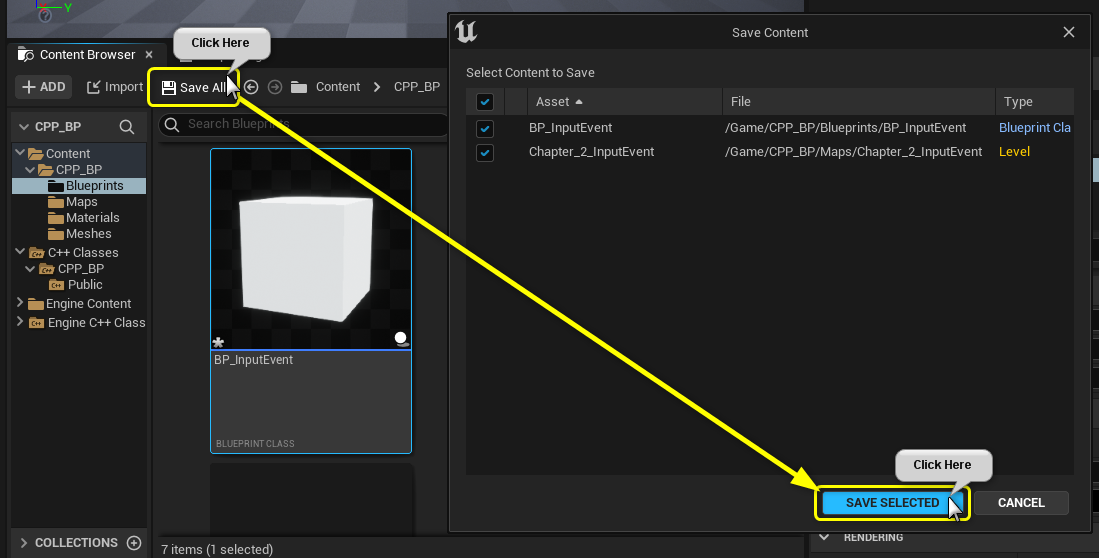 Y
Click Here
Content Browser
ADD
Import
Save All
Content
CPP_BP
CPP_BP
Search Blueprints
Content
CPP_BP
Blueprints
Maps
Materials
Meshes
C++ Classes
CPP_BP
Public
Engine Content
Engine C++ Class
COLLECTIONS
BP_InputEvent
BLUEPRINT CLASS
7 items (1 selected)
Save Content
Select Content to Save
Asset File Type
BP_InputEvent /Game/CPP_BP/Blueprints/BP_InputEvent Blueprint Cla
Chapter_2_InputEvent /Game/CPP_BP/Maps/Chapter_2_InputEvent Level
Click Here
SAVE SELECTED CANCEL
RENDERING